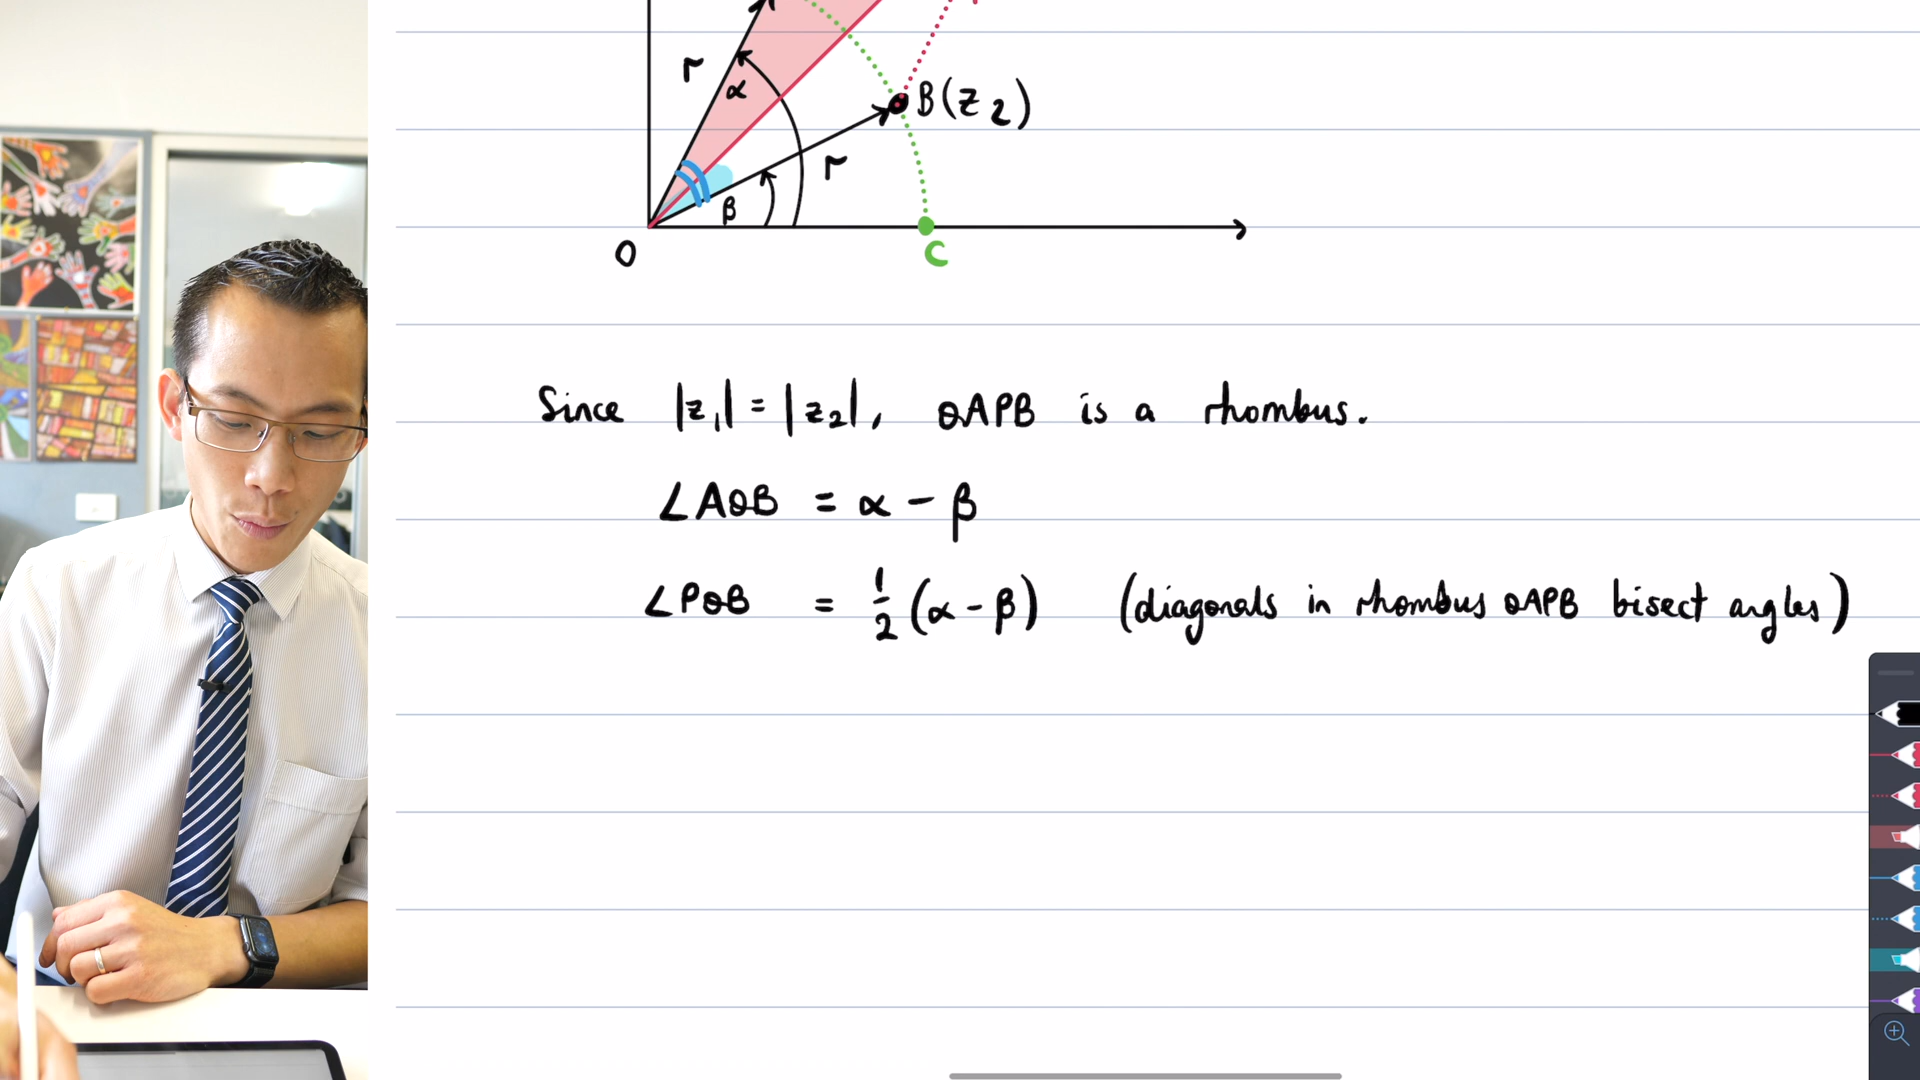 r
α
B(z2)
r
β
O
C
Since |z1| = |z2|, OAPB is a rhombus.
∠AOB = α - β
∠POB = 1/2 (α - β) (diagonals in rhombus OAPB bisect angles)